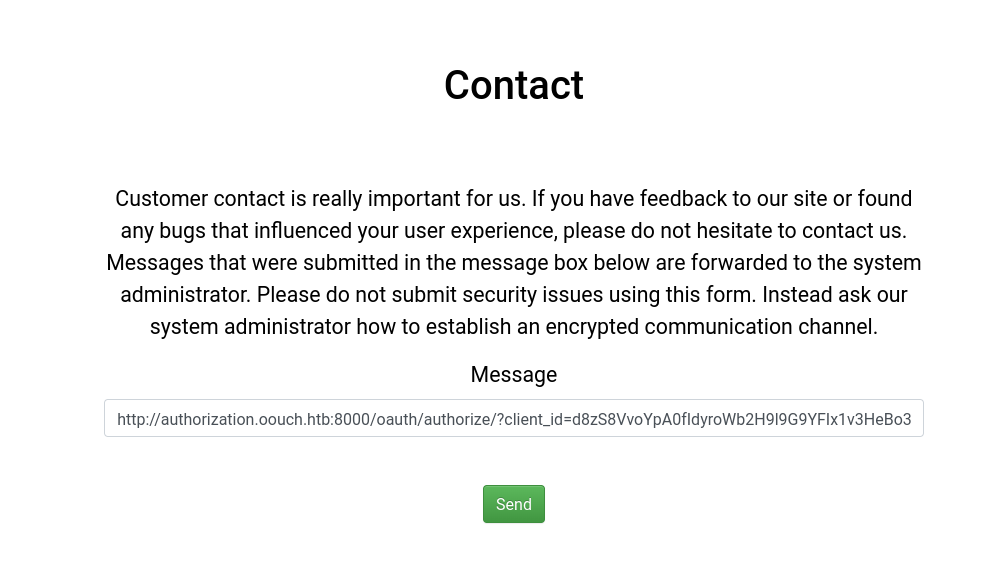 Contact
Customer contact is really important for us. If you have feedback to our site or found
any bugs that influenced your user experience, please do not hesitate to contact us.
Messages that were submitted in the message box below are forwarded to the system
administrator. Please do not submit security issues using this form. Instead ask our
system administrator how to establish an encrypted communication channel.
Message
http://authorization.oouch.htb:8000/oauth/authorize/?client_id=d8zS8VvoYpA0fIdyroWb2H9I9G9YFIx1v3HeBo3
Send